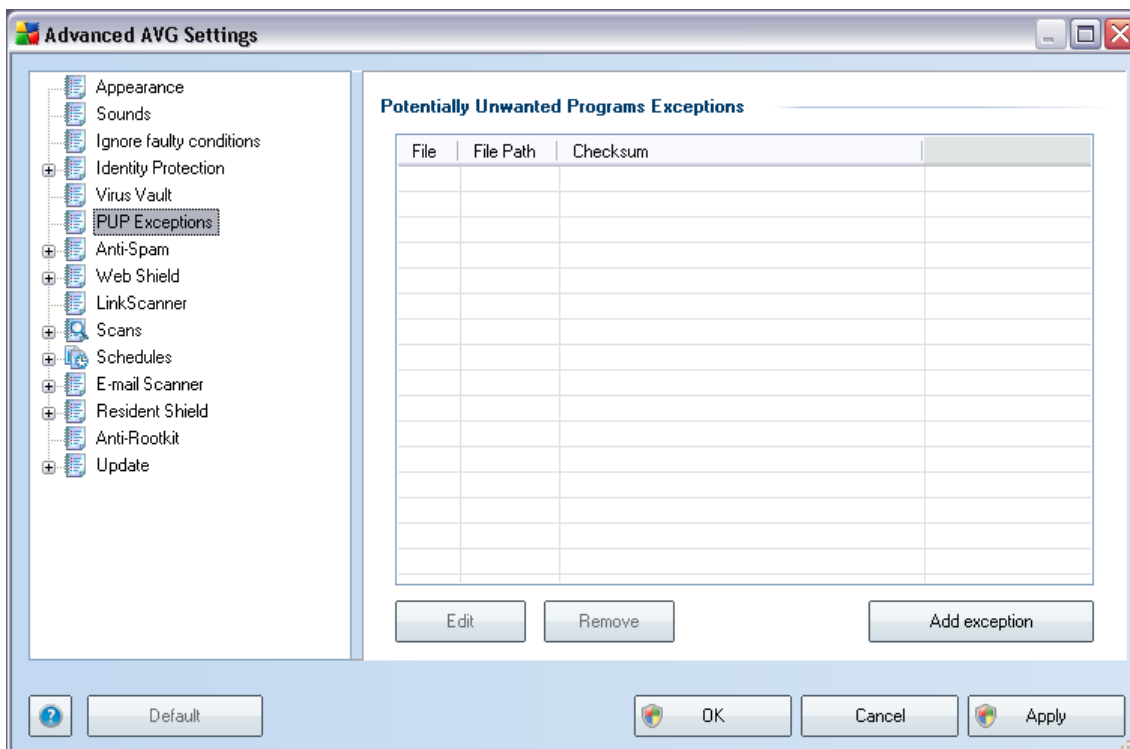 Advanced AVG Settings
Appearance
Sounds
Ignore faulty conditions
Identity Protection
Virus Vault
PUP Exceptions
Anti-Spam
Web Shield
LinkScanner
Scans
Schedules
E-mail Scanner
Resident Shield
Anti-Rootkit
Update
Potentially Unwanted Programs Exceptions
File File Path Checksum
Edit Remove Add exception
? Default OK Cancel Apply